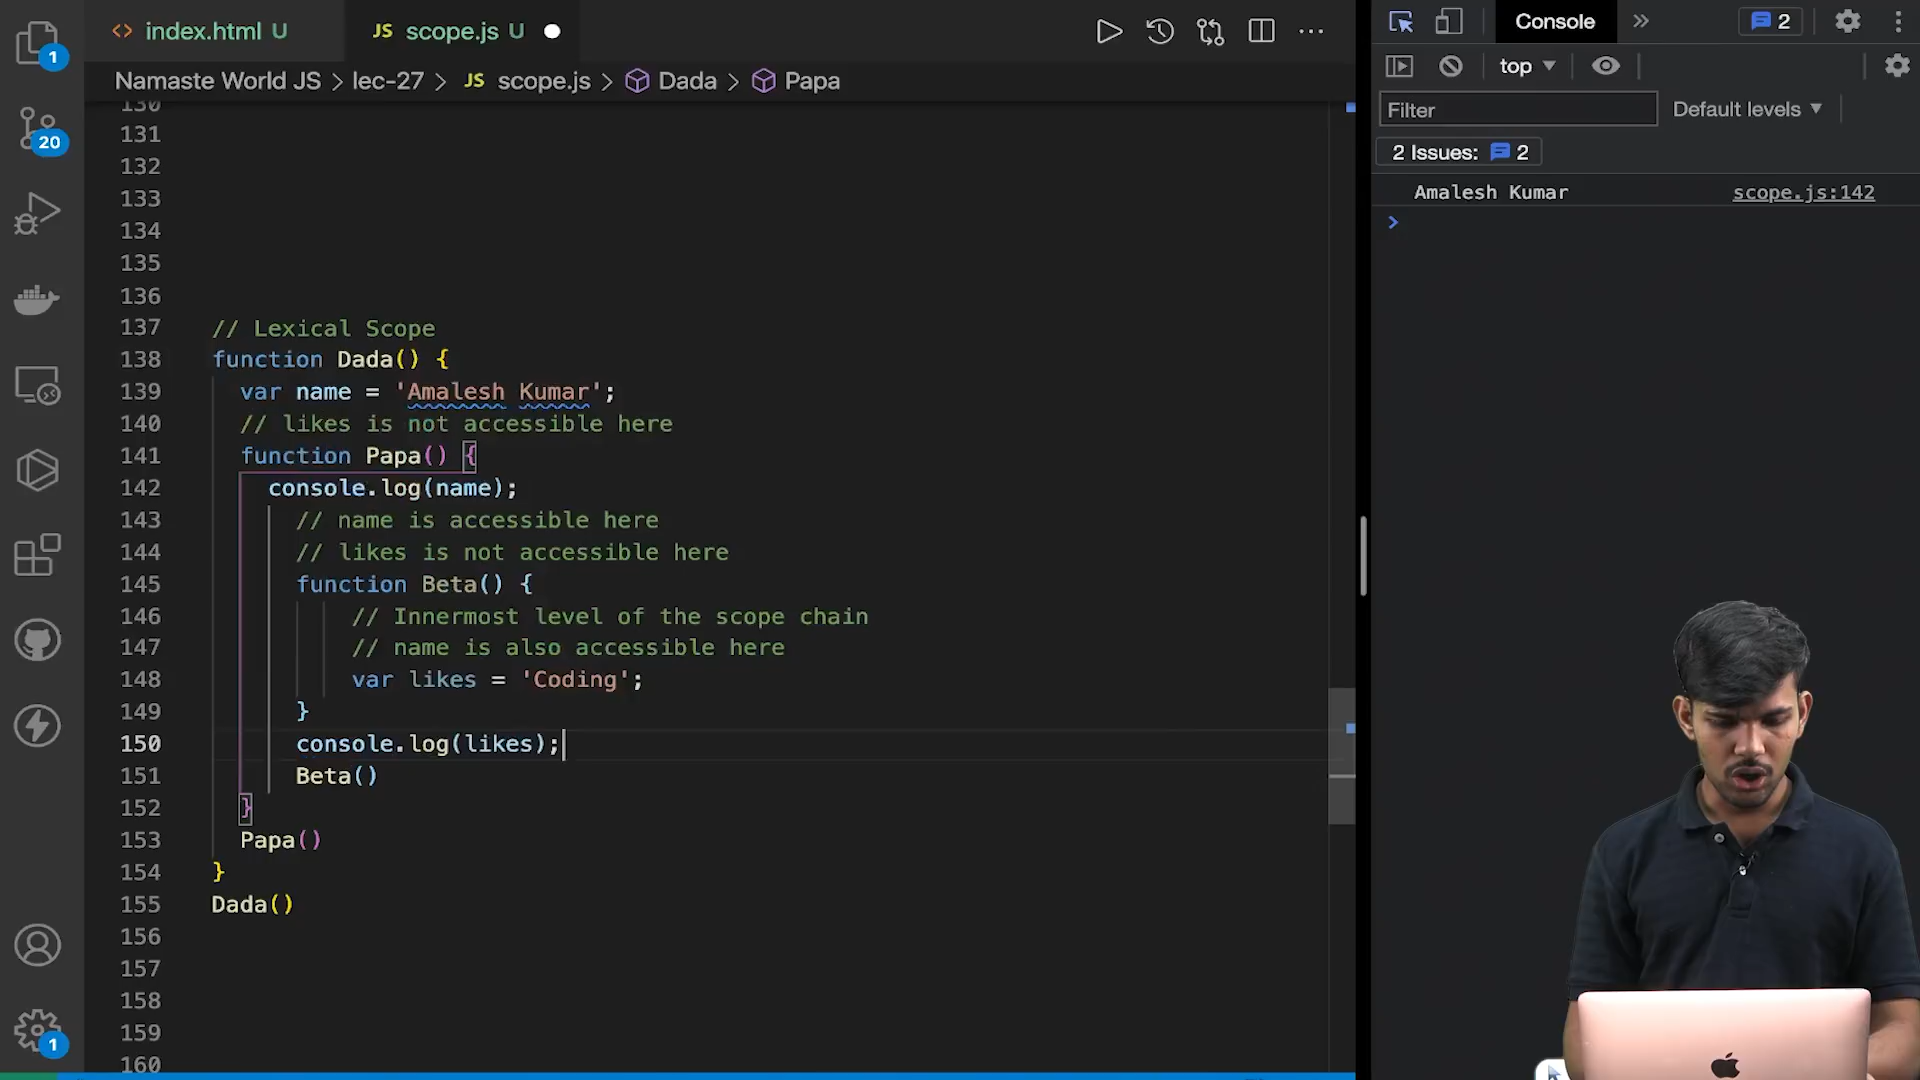 index.html U
JS scope.js U
Namaste World JS > lec-27 > JS scope.js > Dada > Papa
1
20
1
130
131
132
133
134
135
136
137 // Lexical Scope
138 function Dada() {
139 var name = 'Amalesh Kumar';
140 // likes is not accessible here
141 function Papa() {
142 console.log(name);
143 // name is accessible here
144 // likes is not accessible here
145 function Beta() {
146 // Innermost level of the scope chain
147 // name is also accessible here
148 var likes = 'Coding';
149 }
150 console.log(likes);
151 Beta()
152 }
153 Papa()
154 }
155 Dada()
156
157
158
159
160
Console » 2
top
Filter Default levels
2 Issues: 2
Amalesh Kumar scope.js:142
>